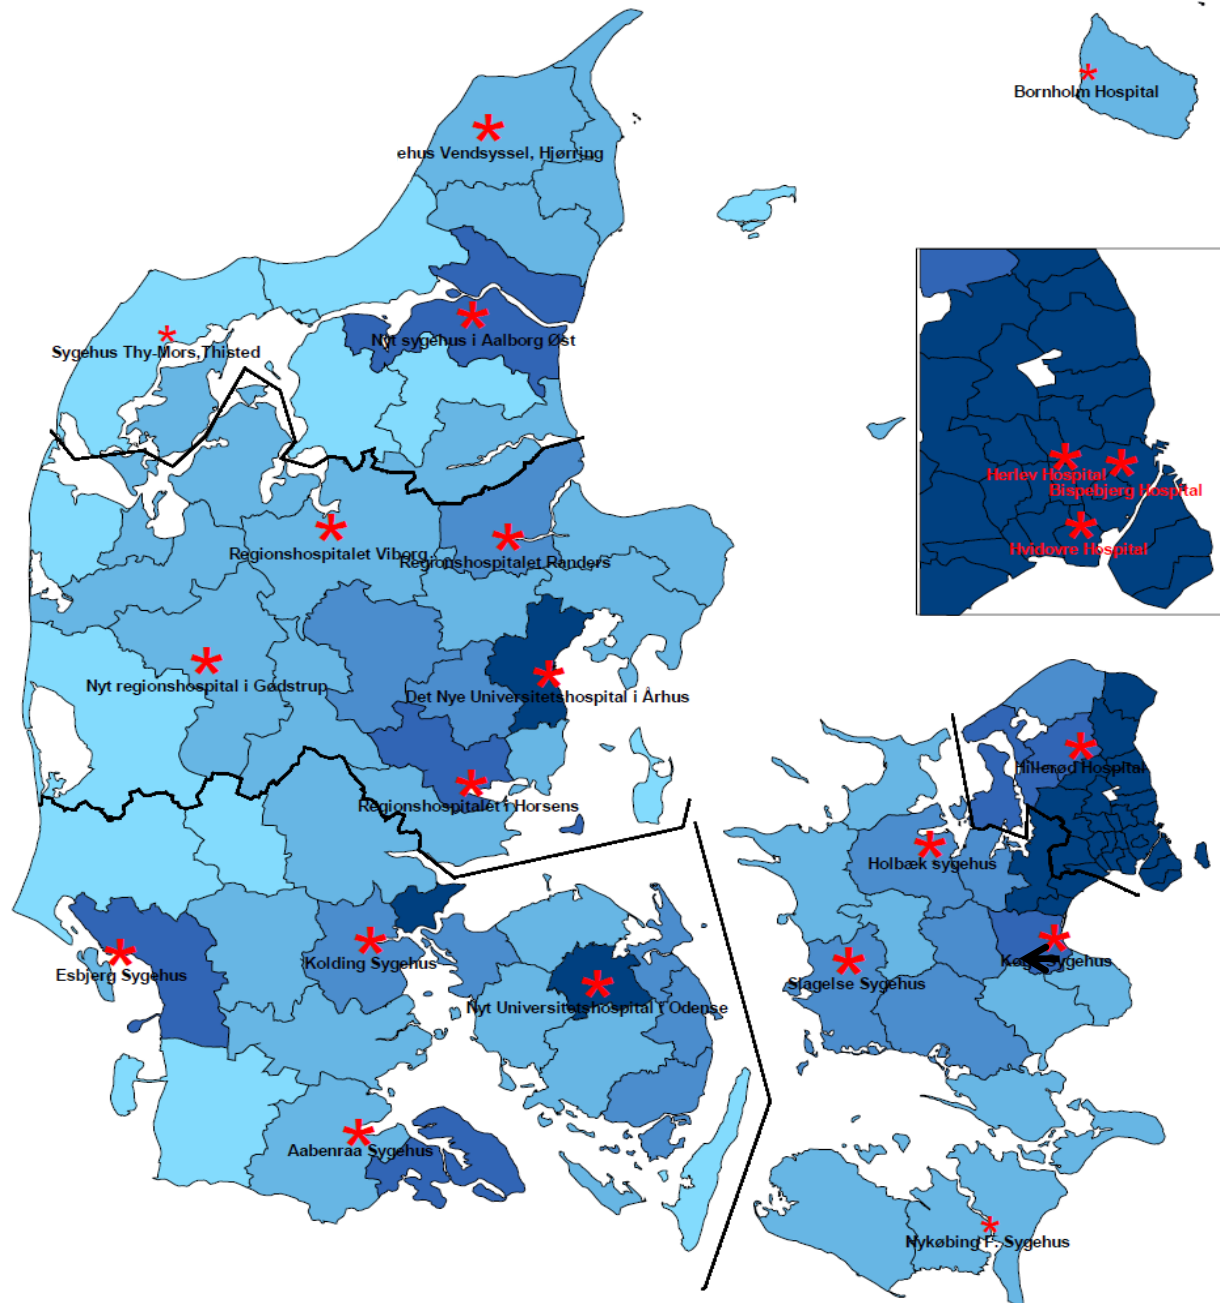 Bornholm Hospital
ehus Vendsyssel, Hjørring
Nyt sygehus i Aalborg Øst
Sygehus Thy-Mors,Thisted
Herlev Hospital
Bispebjerg Hospital
Hvidovre Hospital
Regionshospitalet Viborg
Regionshospitalet Randers
Nyt regionshospital i Gødstrup
Det Nye Universitetshospital i Århus
Hillerød Hospital
Regionshospitalet i Horsens
Holbæk sygehus
Esbjerg Sygehus
Kolding Sygehus
Køge Sygehus
Slagelse Sygehus
Nyt Universitetshospital i Odense
Aabenraa Sygehus
Nykøbing F. Sygehus